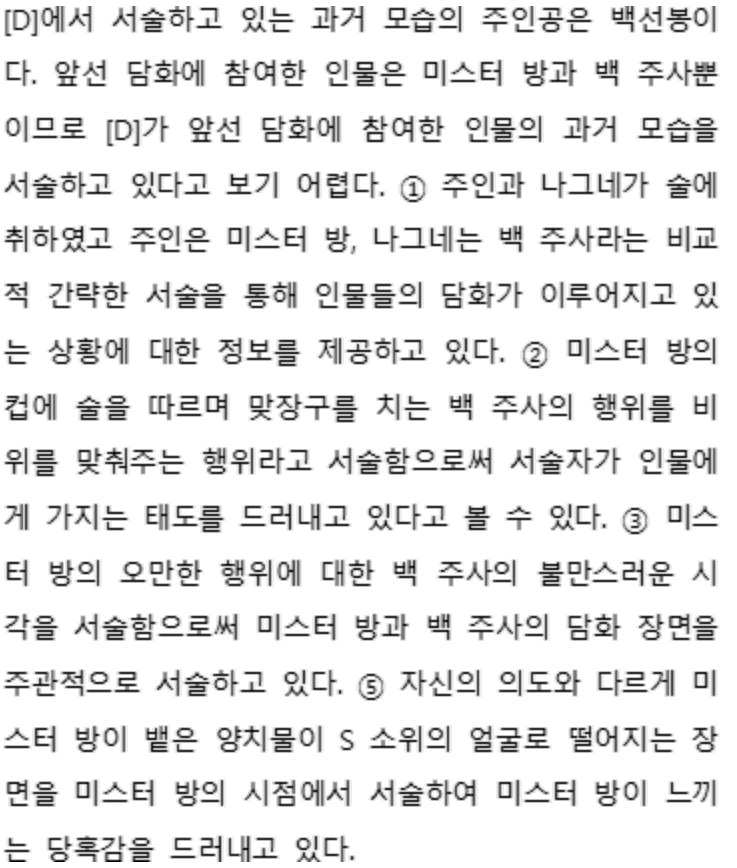 [D]에서 서술하고 있는 과거 모습의 주인공은 백선봉이
다. 앞선 담화에 참여한 인물은 미스터 방과 백 주사뿐
이므로 [D]가 앞선 담화에 참여한 인물의 과거 모습을
서술하고 있다고 보기 어렵다. ① 주인과 나그네가 술에
취하였고 주인은 미스터 방, 나그네는 백 주사라는 비교
적 간략한 서술을 통해 인물들의 담화가 이루어지고 있
는 상황에 대한 정보를 제공하고 있다. ② 미스터 방의
컵에 술을 따르며 맞장구를 치는 백 주사의 행위를 비
위를 맞춰주는 행위라고 서술함으로써 서술자가 인물에
게 가지는 태도를 드러내고 있다고 볼 수 있다. ③ 미스
터 방의 오만한 행위에 대한 백 주사의 불만스러운 시
각을 서술함으로써 미스터 방과 백 주사의 담화 장면을
주관적으로 서술하고 있다. ⑤ 자신의 의도와 다르게 미
스터 방이 뱉은 양치물이 S 소위의 얼굴로 떨어지는 장
면을 미스터 방의 시점에서 서술하여 미스터 방이 느끼
는 당혹감을 드러내고 있다.